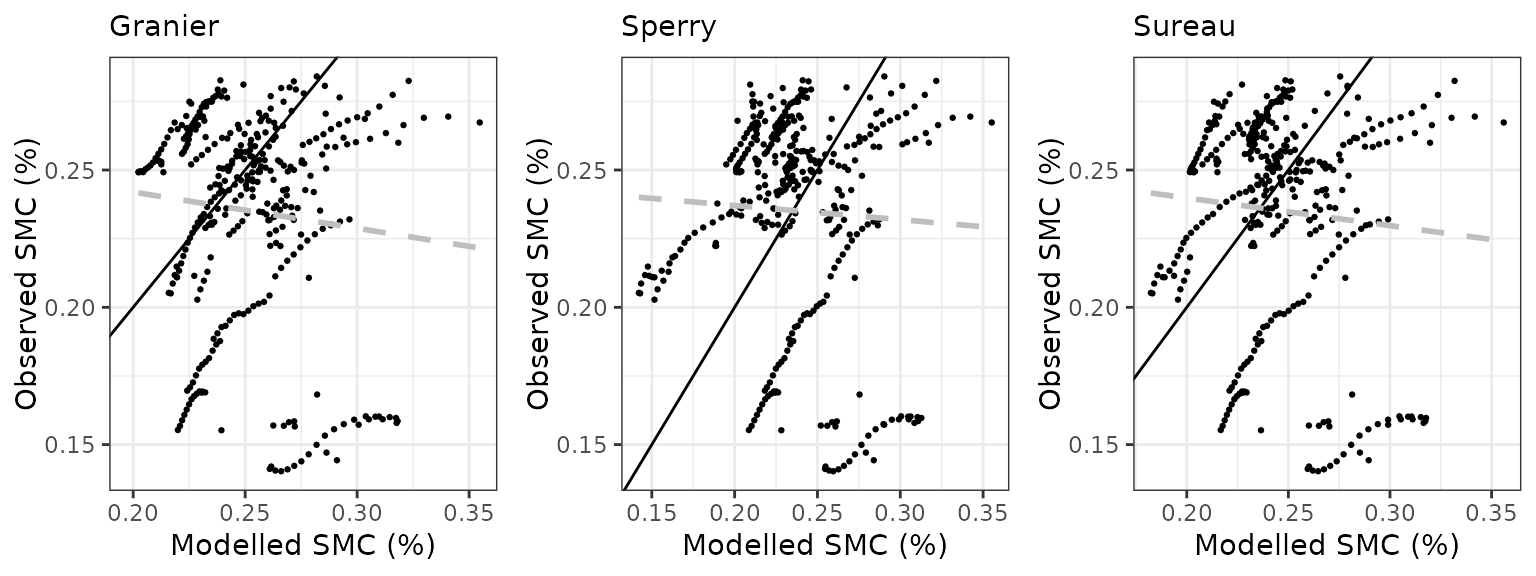 Granier
Observed SMC (%)
0.25
0.20
0.15
0.20 0.25 0.30 0.35
Modelled SMC (%)
Sperry
Observed SMC (%)
0.25
0.20
0.15
0.15 0.20 0.25 0.30 0.35
Modelled SMC (%)
Sureau
Observed SMC (%)
0.25
0.20
0.15
0.20 0.25 0.30 0.35
Modelled SMC (%)